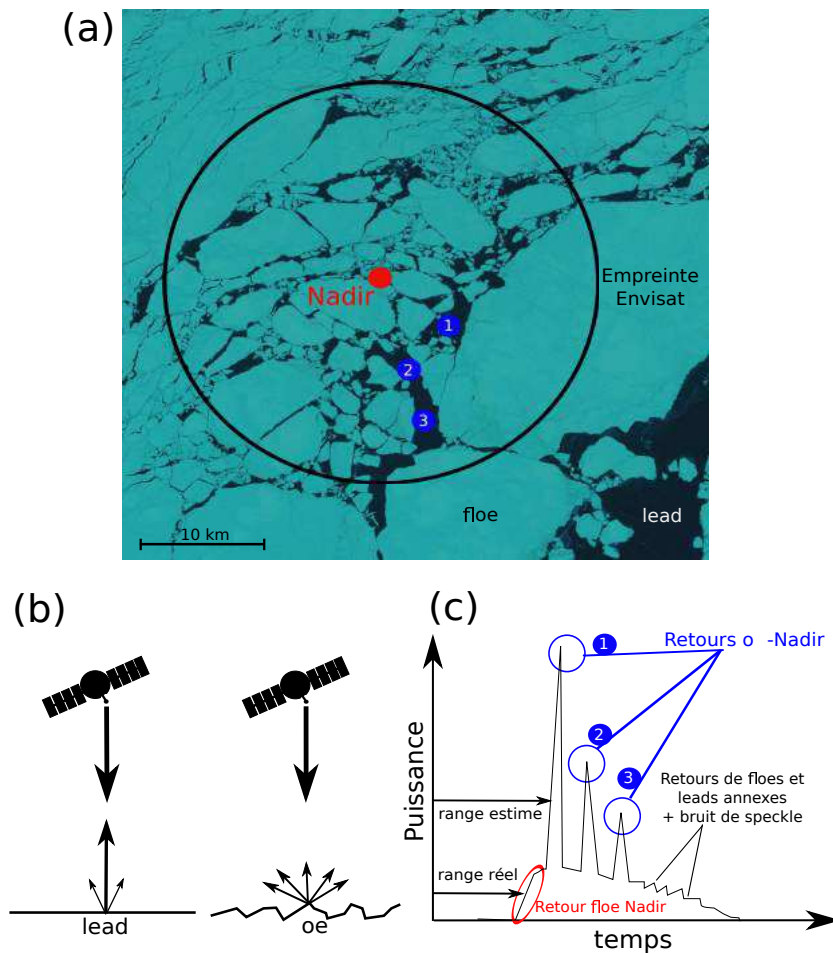 (a)
Nadir
Empreinte
Envisat
1
2
3
10 km
floe
lead
(b)
lead
oe
(c)
Puissance
1
Retours o -Nadir
2
3
Retours de floes et
leads annexes
+ bruit de speckle
range estime
range réel
Retour floe Nadir
temps